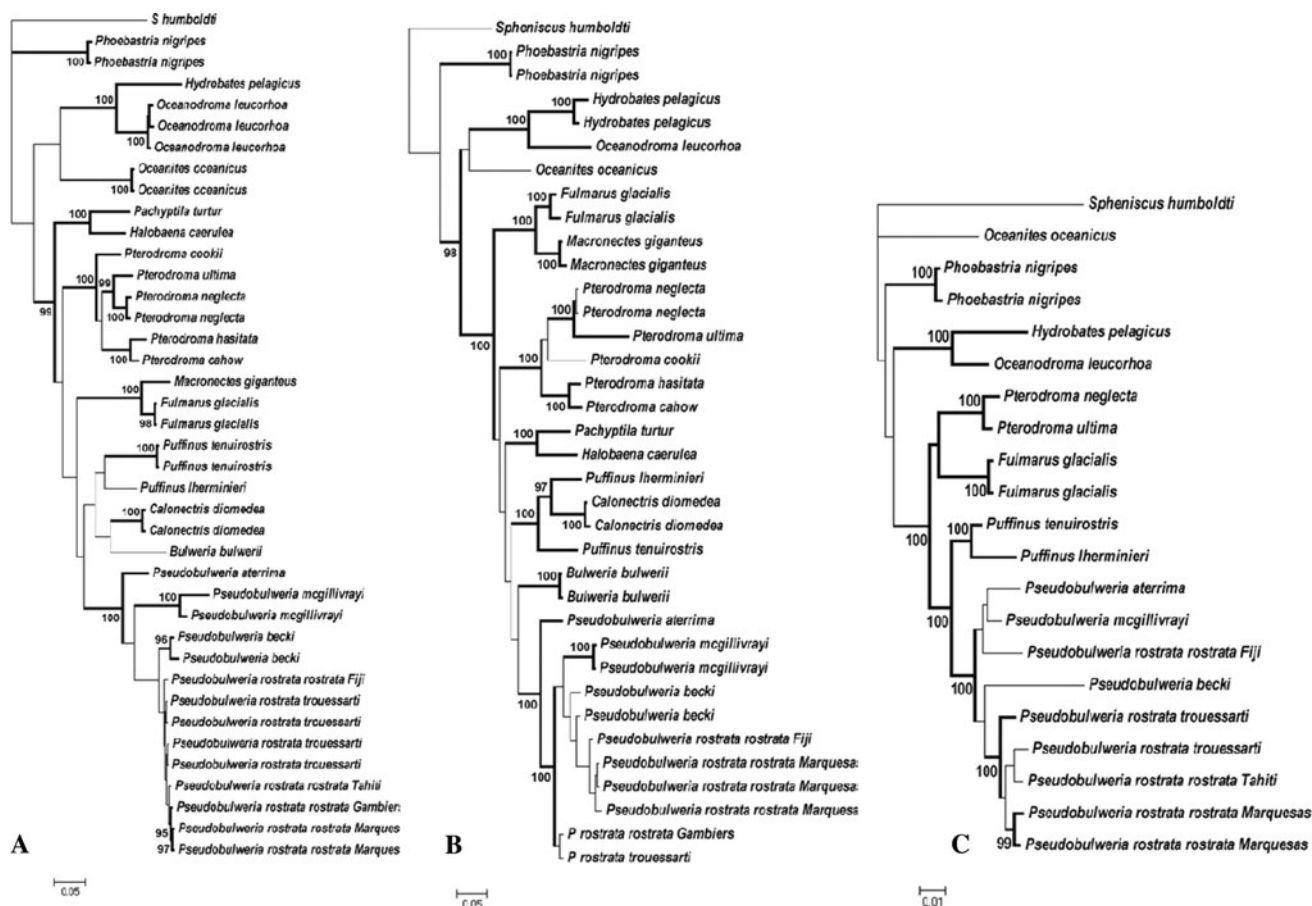 S humboldti
Phoebastria nigripes
100
Phoebastria nigripes
Hydrobates pelagicus
100
Oceanodroma leucorhoa
Oceanodroma leucorhoa
100
Oceanodroma leucorhoa
Oceanites oceanicus
100
Oceanites oceanicus
Pachyptila turtur
100
Halobaena caerulea
Pterodroma cookii
100
99
Pterodroma ultima
Pterodroma neglecta
100
Pterodroma neglecta
99
Pterodroma hasitata
100
Pterodroma cahow
Macronectes giganteus
100
Fulmarus glacialis
98
Fulmarus glacialis
Puffinus tenuirostris
100
Puffinus tenuirostris
Puffinus lherminieri
Calonectris diomedea
100
Calonectris diomedea
Bulweria bulwerii
Pseudobulweria aterrima
100
Pseudobulweria mcgillivrayi
100
Pseudobulweria mcgillivrayi
Pseudobulweria becki
96
Pseudobulweria becki
Pseudobulweria rostrata rostrata Fiji
Pseudobulweria rostrata trouessarti
Pseudobulweria rostrata trouessarti
Pseudobulweria rostrata trouessarti
Pseudobulweria rostrata trouessarti
Pseudobulweria rostrata rostrata Tahiti
Pseudobulweria rostrata rostrata Gambiers
95
Pseudobulweria rostrata rostrata Marques
97
Pseudobulweria rostrata rostrata Marques
A
0.05
Spheniscus humboldti
Phoebastria nigripes
100
Phoebastria nigripes
Hydrobates pelagicus
100
100
Hydrobates pelagicus
Oceanodroma leucorhoa
Oceanites oceanicus
98
Fulmarus glacialis
100
100
Fulmarus glacialis
Macronectes giganteus
100
Macronectes giganteus
Pterodroma neglecta
Pterodroma neglecta
100
Pterodroma ultima
100
100
Pterodroma cookii
Pterodroma hasitata
100
Pterodroma cahow
Pachyptila turtur
100
Halobaena caerulea
Puffinus lherminieri
97
Calonectris diomedea
100
100
Calonectris diomedea
Puffinus tenuirostris
Bulweria bulwerii
100
Bulweria bulwerii
Pseudobulweria aterrima
100
Pseudobulweria mcgillivrayi
100
Pseudobulweria mcgillivrayi
Pseudobulweria becki
Pseudobulweria becki
Pseudobulweria rostrata rostrata Fiji
Pseudobulweria rostrata rostrata Marquesas
100
Pseudobulweria rostrata rostrata Marquesas
Pseudobulweria rostrata rostrata Marquesa
P rostrata rostrata Gambiers
P rostrata trouessarti
B
0.05
Spheniscus humboldti
Oceanites oceanicus
Phoebastria nigripes
100
Phoebastria nigripes
Hydrobates pelagicus
100
Oceanodroma leucorhoa
Pterodroma neglecta
100
Pterodroma ultima
Fulmarus glacialis
100
Fulmarus glacialis
100
Puffinus tenuirostris
100
Puffinus lherminieri
100
Pseudobulweria aterrima
Pseudobulweria mcgillivrayi
Pseudobulweria rostrata rostrata Fiji
100
Pseudobulweria becki
Pseudobulweria rostrata trouessarti
100
Pseudobulweria rostrata trouessarti
Pseudobulweria rostrata rostrata Tahiti
Pseudobulweria rostrata rostrata Marquesas
99
Pseudobulweria rostrata rostrata Marquesas
C
0.01